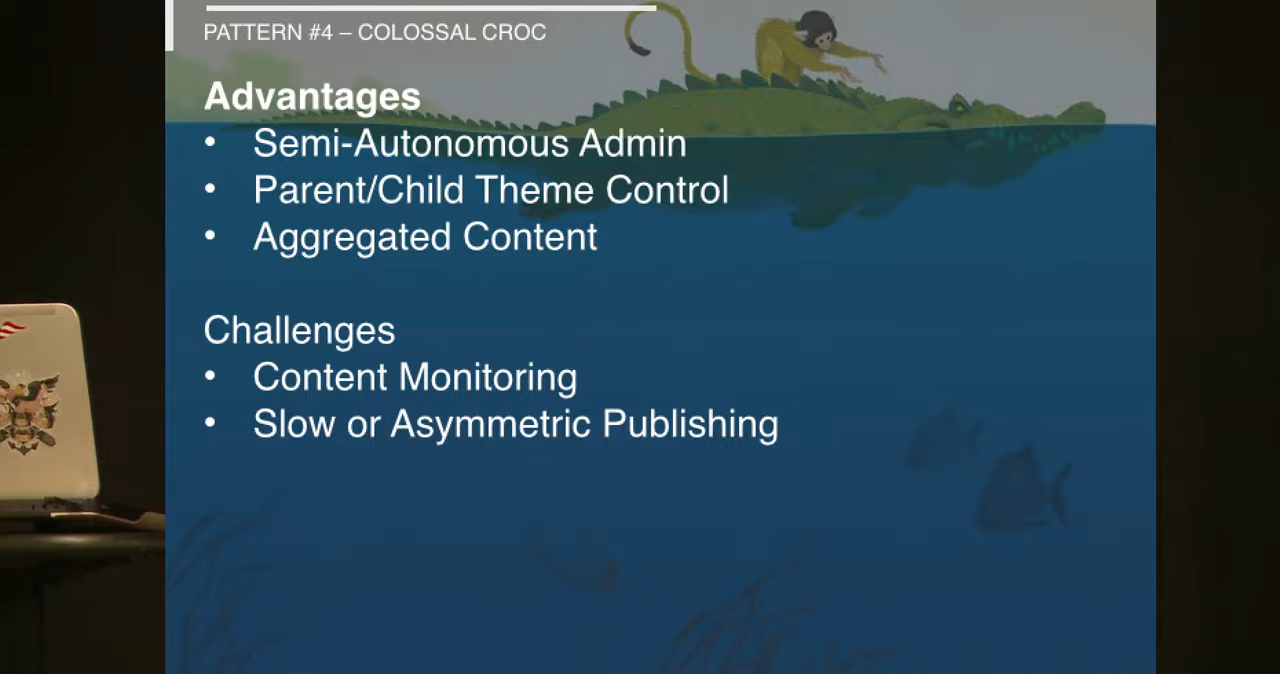 PATTERN #4 – COLOSSAL CROC
Advantages
• Semi-Autonomous Admin
• Parent/Child Theme Control
• Aggregated Content
Challenges
• Content Monitoring
• Slow or Asymmetric Publishing